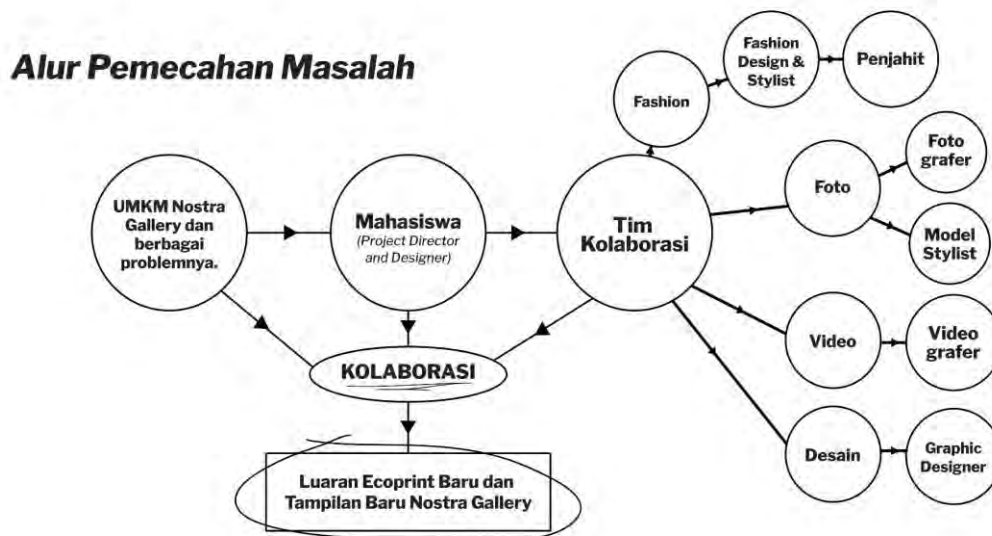 Alur Pemecahan Masalah
UMKM Nostra
Gallery dan
berbagai
problemnya.
Mahasiswa
(Project Director
and Designer)
Tim
Kolaborasi
Fashion
Fashion
Design &
Stylist
Penjahit
Foto
Foto
grafer
Model
Stylist
Video
Video
grafer
Desain
Graphic
Designer
KOLABORASI
Luaran Ecoprint Baru dan
Tampilan Baru Nostra Gallery